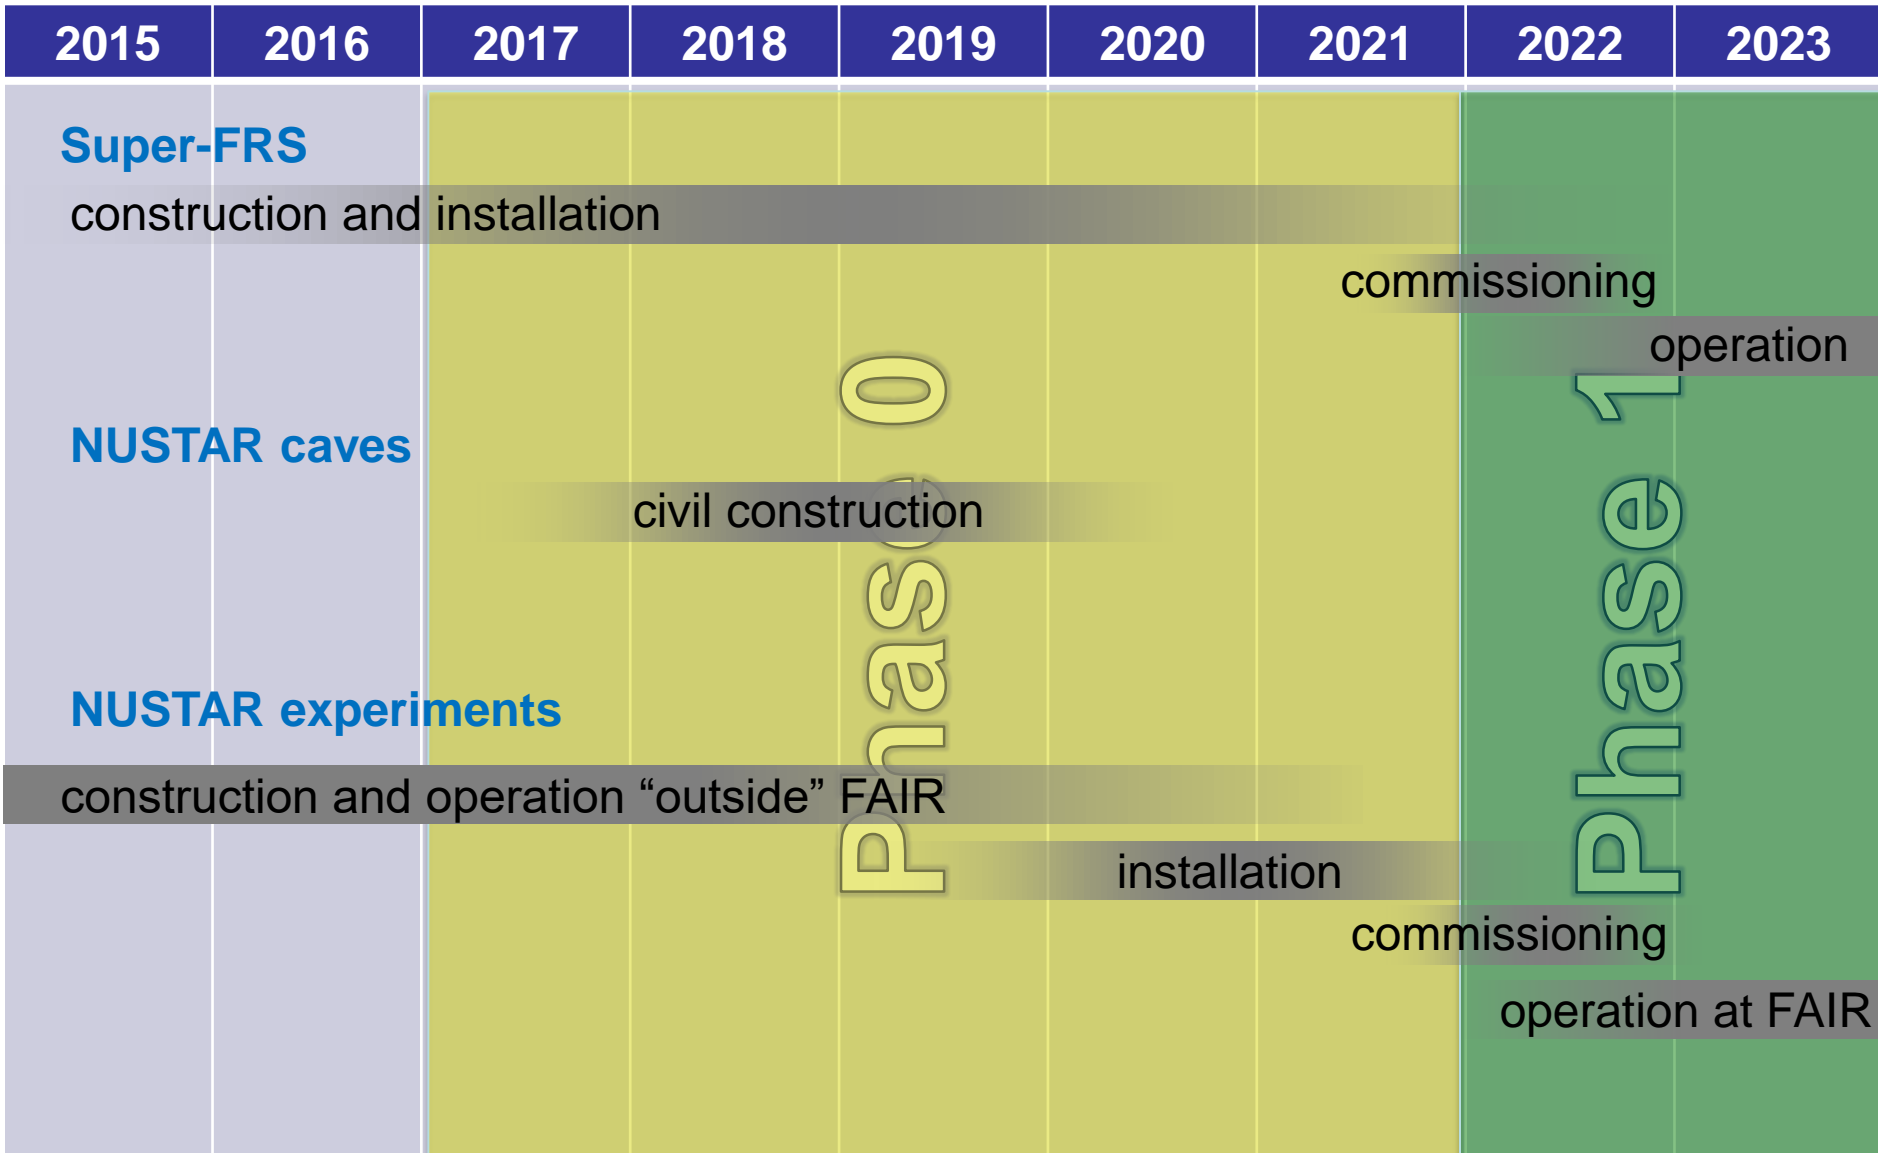 2015 2016 2017 2018 2019 2020 2021 2022 2023
Super-FRS
construction and installation
commissioning
operation
Phase 0
Phase 1
NUSTAR caves
civil construction
NUSTAR experiments
construction and operation “outside” FAIR
installation
commissioning
operation at FAIR